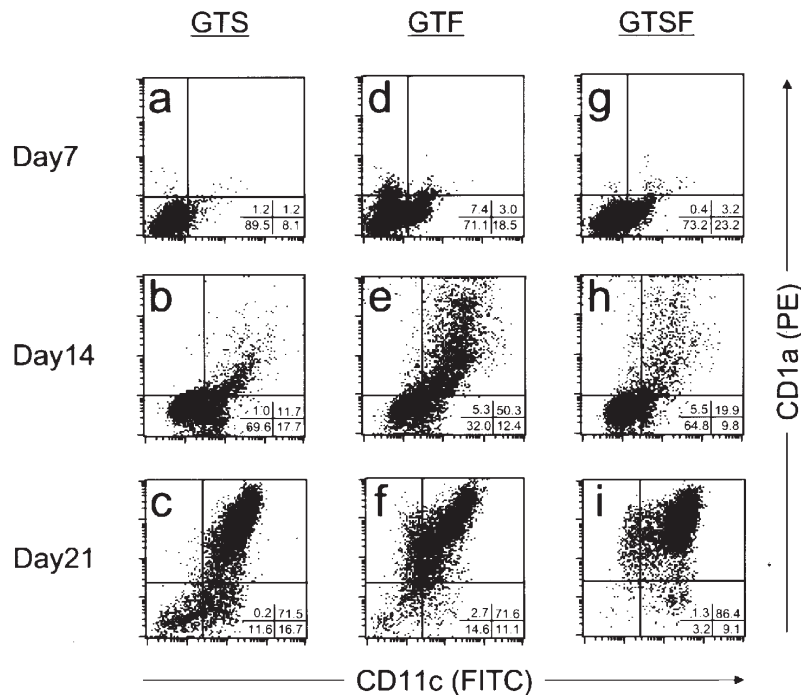 GTS GTF GTSF
Day7
a d g
1.2 1.2
89.5 8.1
7.4 3.0
71.1 18.5
0.4 3.2
73.2 23.2
Day14
b e h
1.0 11.7
69.6 17.7
5.3 50.3
32.0 12.4
5.5 19.9
64.8 9.8
Day21
c f i
0.2 71.5
11.6 16.7
2.7 71.6
14.6 11.1
1.3 86.4
3.2 9.1
CD11c (FITC)
CD1a (PE)